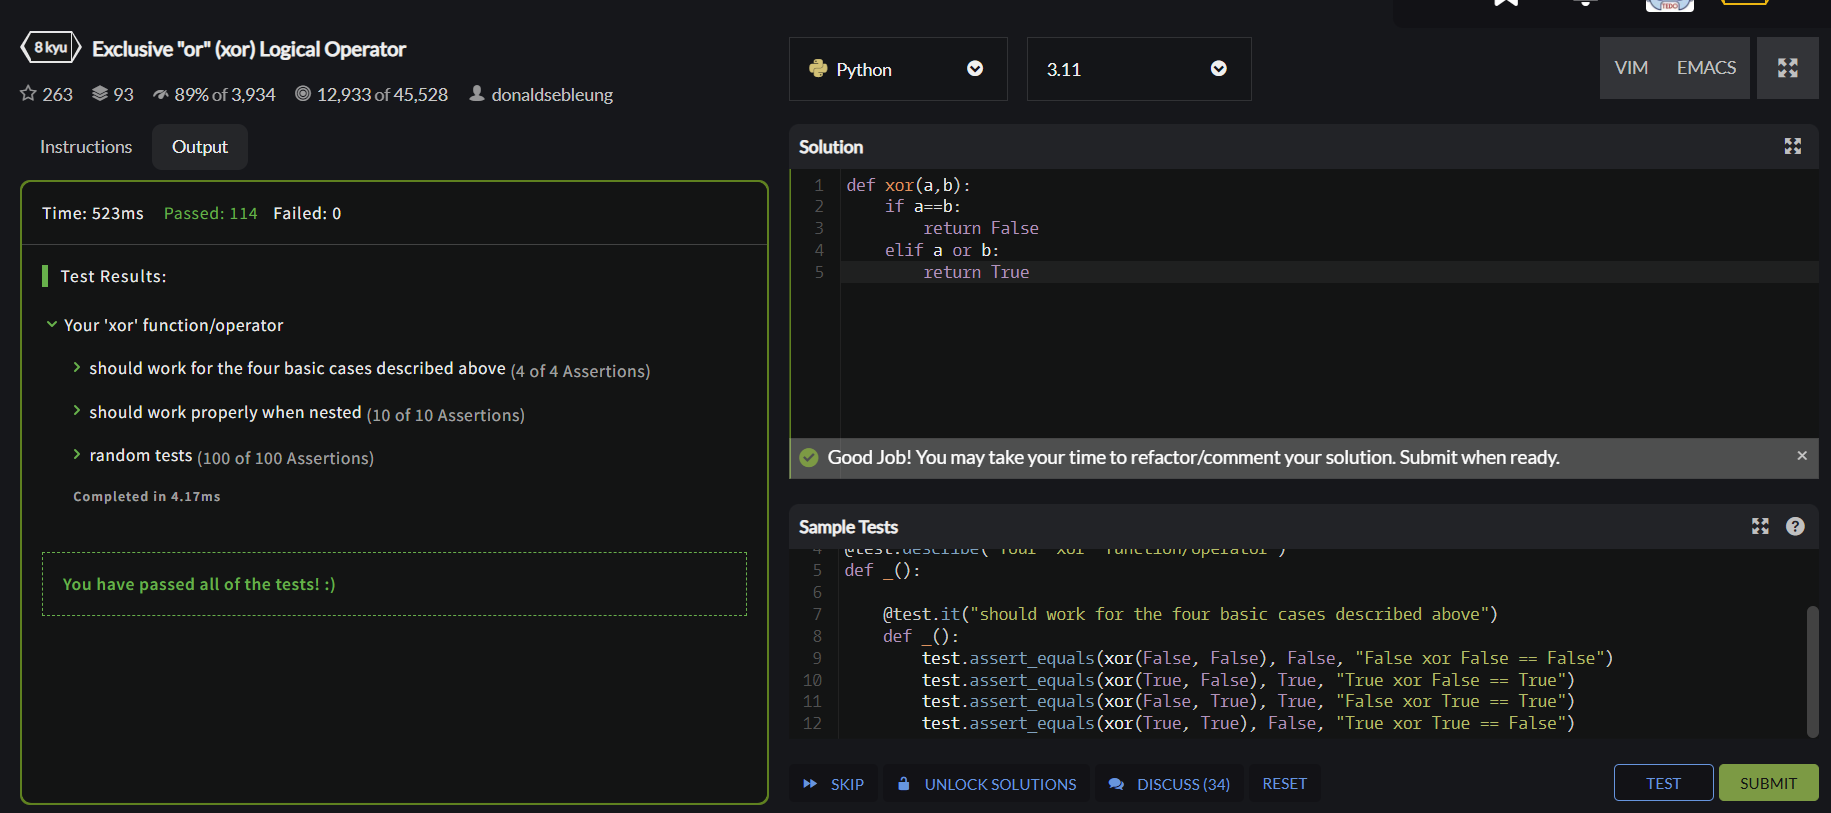 8 kyu Exclusive "or" (xor) Logical Operator
263 93 89% of 3,934 12,933 of 45,528 donaldsebleung
Instructions Output
Time: 523ms Passed: 114 Failed: 0
Test Results:
Your 'xor' function/operator
should work for the four basic cases described above (4 of 4 Assertions)
should work properly when nested (10 of 10 Assertions)
random tests (100 of 100 Assertions)
Completed in 4.17ms
You have passed all of the tests! :)
TEDO
Python 3.11 VIM EMACS
Solution
1 def xor(a,b):
2     if a==b:
3         return False
4     elif a or b:
5         return True
Good Job! You may take your time to refactor/comment your solution. Submit when ready. ×
Sample Tests ?
4 @test.describe("Your 'xor' function/operator")
5 def _():
6
7     @test.it("should work for the four basic cases described above")
8     def _():
9         test.assert_equals(xor(False, False), False, "False xor False == False")
10         test.assert_equals(xor(True, False), True, "True xor False == True")
11         test.assert_equals(xor(False, True), True, "False xor True == True")
12         test.assert_equals(xor(True, True), False, "True xor True == False")
SKIP UNLOCK SOLUTIONS DISCUSS (34) RESET TEST SUBMIT